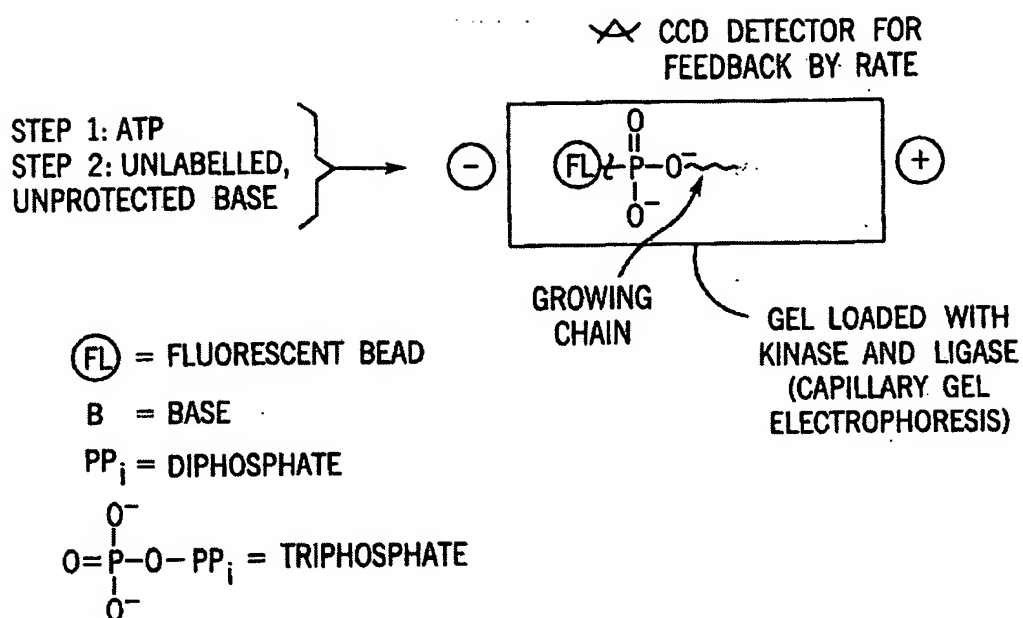 CCD DETECTOR FOR
FEEDBACK BY RATE
STEP 1: ATP
STEP 2: UNLABELLED,
UNPROTECTED BASE
−
FL
O
P
O⁻
O⁻
+
GROWING
CHAIN
GEL LOADED WITH
KINASE AND LIGASE
(CAPILLARY GEL
ELECTROPHORESIS)
FL = FLUORESCENT BEAD
B = BASE
PPi = DIPHOSPHATE
O⁻
O=P–O–PPi = TRIPHOSPHATE
O⁻